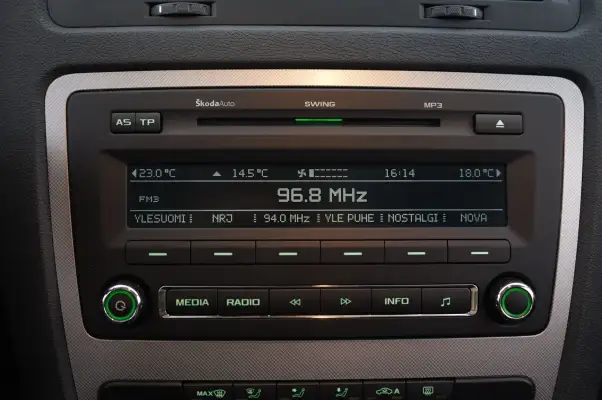 ŠkodaAuto SWING MP3
AS TP
23.0 °C 14.5°C 16:14 18.0°C
FM3 96.8 MHz
YLESUOMI NRJ 94.0 MHz YLE PUHE NOSTALGI NOVA
MEDIA RADIO INFO
MAX A